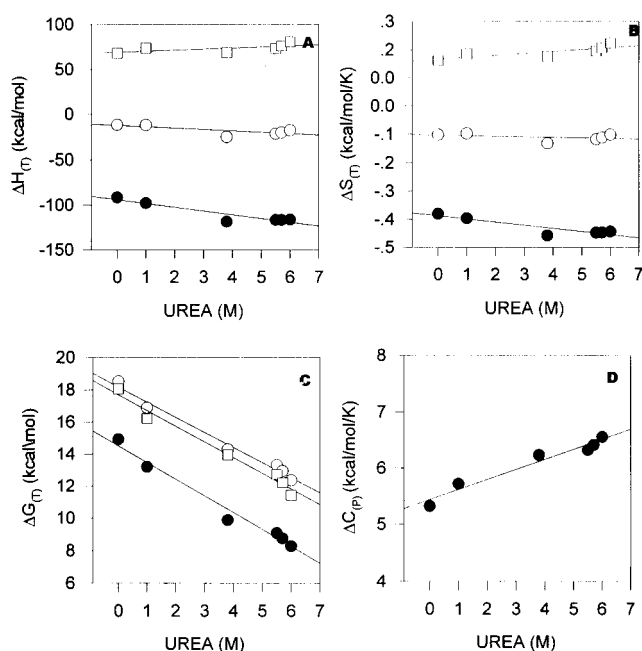 100
50
0
-50
-100
-150
ΔH(T) (kcal/mol)
A
0 1 2 3 4 5 6 7
UREA (M)
.3
.2
0.0
0.0
-.1
-.2
-.3
-.4
-.5
ΔS(T) (kcal/mol/K)
B
0 1 2 3 4 5 6 7
UREA (M)
20
18
16
14
12
10
8
6
ΔG(T) (kcal\mol)
C
0 1 2 3 4 5 6 7
UREA (M)
8
7
6
5
4
ΔC(P) (kcal/mol/K)
D
0 1 2 3 4 5 6 7
UREA (M)